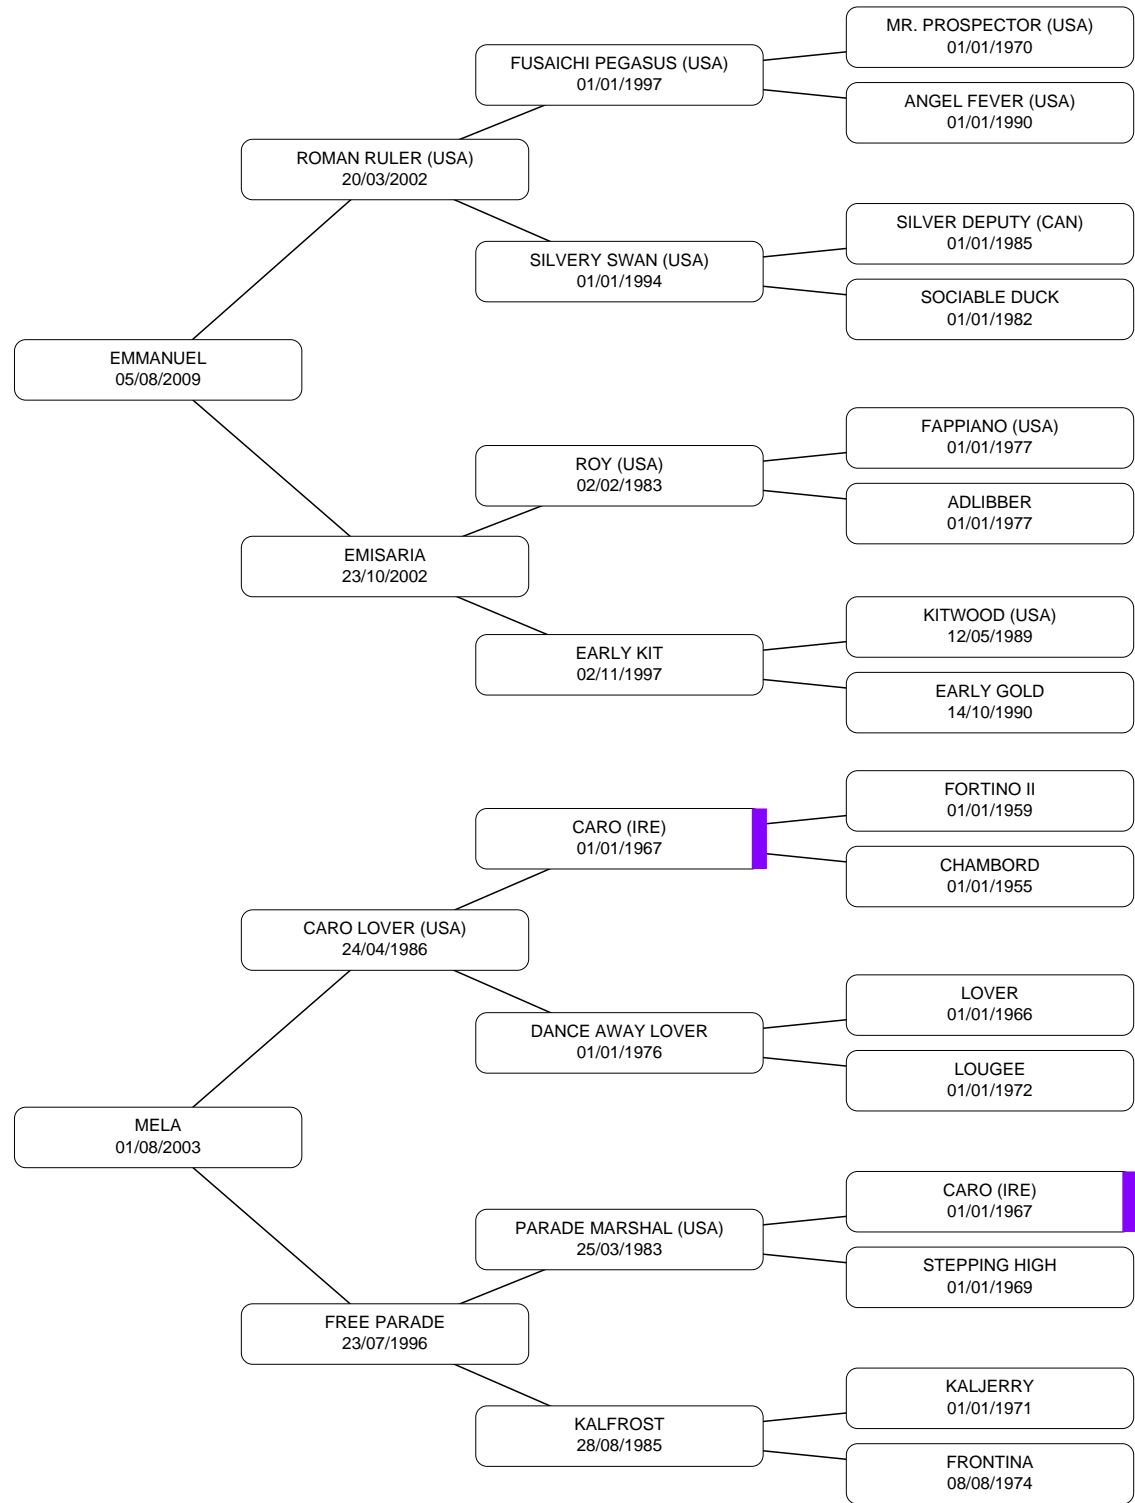 MR. PROSPECTOR (USA)
01/01/1970
FUSAICHI PEGASUS (USA)
01/01/1997
ANGEL FEVER (USA)
01/01/1990
ROMAN RULER (USA)
20/03/2002
SILVER DEPUTY (CAN)
01/01/1985
SILVERY SWAN (USA)
01/01/1994
SOCIABLE DUCK
01/01/1982
EMMANUEL
05/08/2009
FAPPIANO (USA)
01/01/1977
ROY (USA)
02/02/1983
ADLIBBER
01/01/1977
EMISARIA
23/10/2002
KITWOOD (USA)
12/05/1989
EARLY KIT
02/11/1997
EARLY GOLD
14/10/1990
FORTINO II
01/01/1959
CARO (IRE)
01/01/1967
CHAMBORD
01/01/1955
CARO LOVER (USA)
24/04/1986
LOVER
01/01/1966
DANCE AWAY LOVER
01/01/1976
LOUGEE
01/01/1972
MELA
01/08/2003
CARO (IRE)
01/01/1967
PARADE MARSHAL (USA)
25/03/1983
STEPPING HIGH
01/01/1969
FREE PARADE
23/07/1996
KALJERRY
01/01/1971
KALFROST
28/08/1985
FRONTINA
08/08/1974